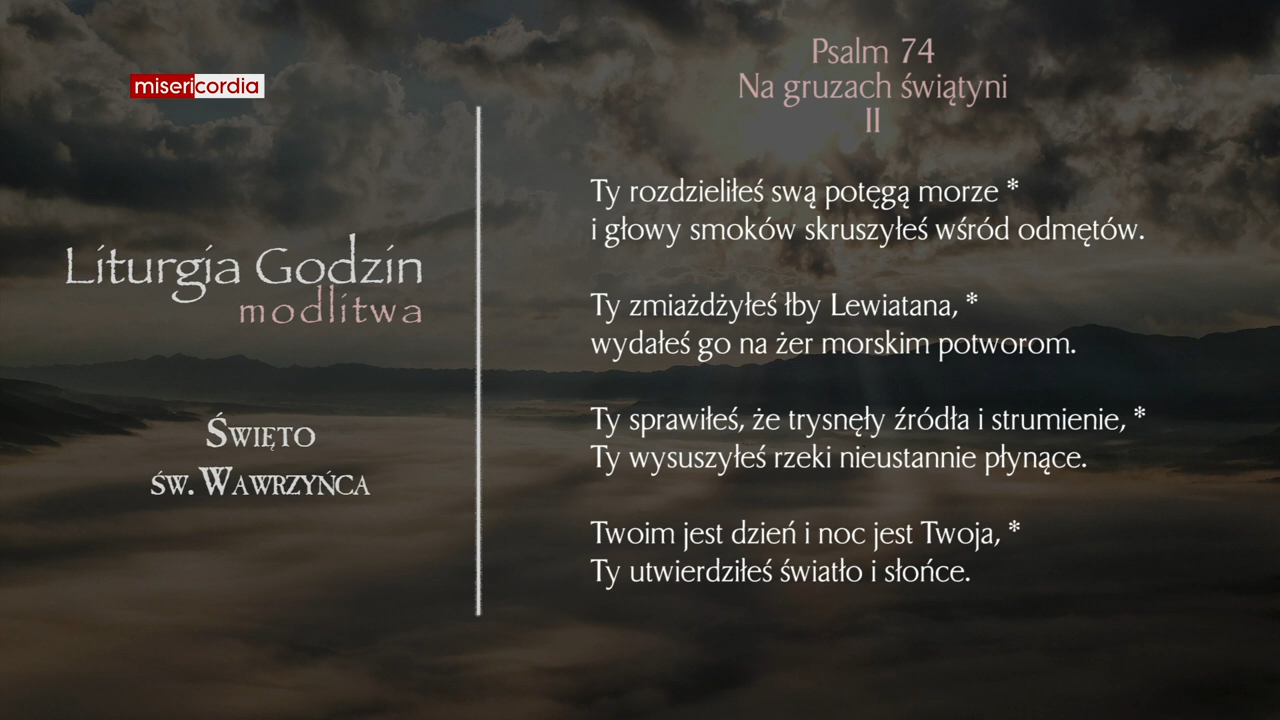 misericordia
Liturgia Godzin
modlitwa
Święto
św. Wawrzyńca
Psalm 74
Na gruzach świątyni
II
Ty rozdzieliłeś swą potęgą morze *
i głowy smoków skruszyłeś wśród odmętów.
Ty zmiażdżyłeś łby Lewiatana, *
wydałeś go na żer morskim potworom.
Ty sprawiłeś, że trysnęły źródła i strumienie, *
Ty wysuszyłeś rzeki nieustannie płynące.
Twoim jest dzień i noc jest Twoja, *
Ty utwierdziłeś światło i słońce.